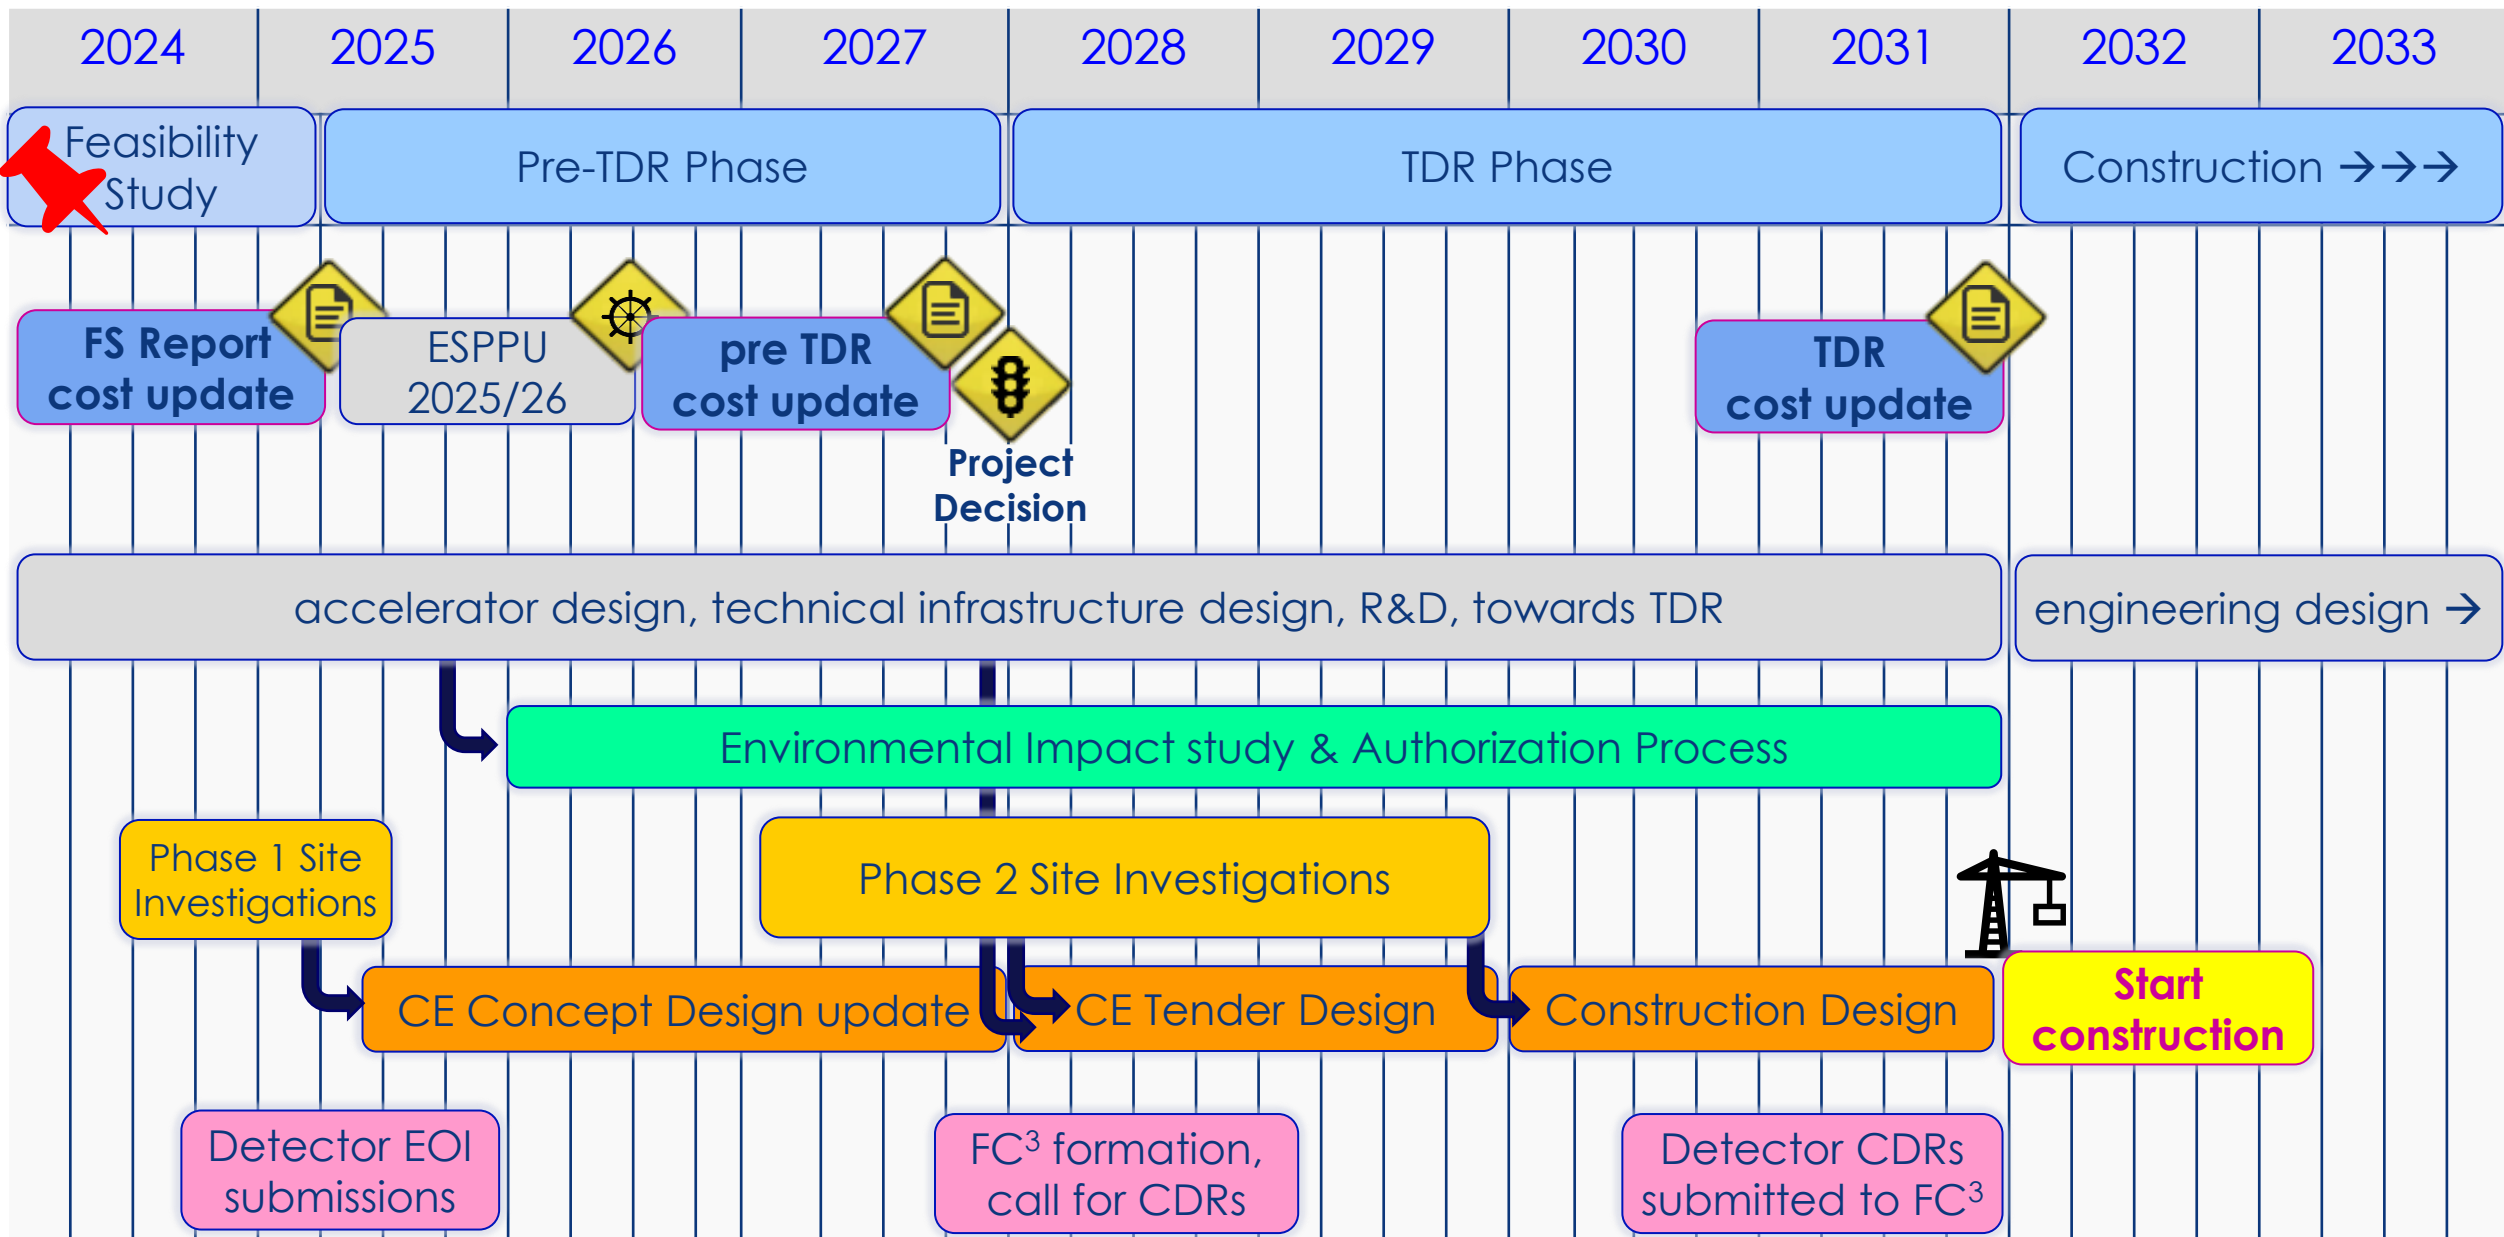 2024 2025 2026 2027 2028 2029 2030 2031 2032 2033
Feasibility
Study
Pre-TDR Phase
TDR Phase
Construction →→→
FS Report
cost update
ESPPU
2025/26
pre TDR
cost update
Project
Decision
TDR
cost update
accelerator design, technical infrastructure design, R&D, towards TDR
engineering design →
Environmental Impact study & Authorization Process
Phase 1 Site
Investigations
Phase 2 Site Investigations
CE Concept Design update
CE Tender Design
Construction Design
Start
construction
Detector EOI
submissions
FC³ formation,
call for CDRs
Detector CDRs
submitted to FC³